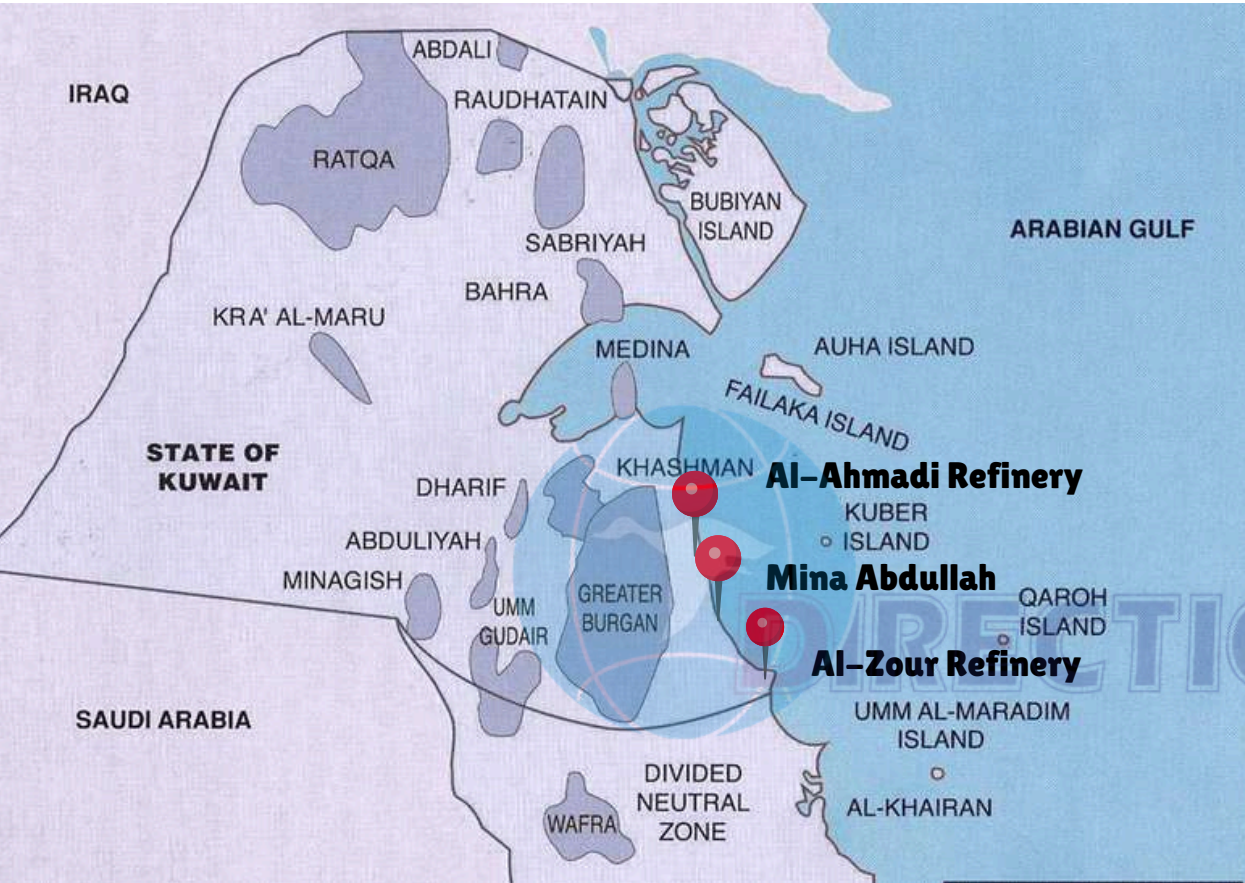 ABDALI
IRAQ
RAUDHATAIN
RATQA
BUBIYAN
ISLAND
ARABIAN GULF
SABRIYAH
BAHRA
KRA' AL-MARU
MEDINA
AUHA ISLAND
FAILAKA ISLAND
STATE OF
KUWAIT
KHASHMAN
Al-Ahmadi Refinery
DHARIF
KUBER
ISLAND
ABDULIYAH
MINAGISH
Mina Abdullah
UMM
GUDAIR
GREATER
BURGAN
QAROH
ISLAND
DIRECTIO
Al-Zour Refinery
SAUDI ARABIA
UMM AL-MARADIM
ISLAND
DIVIDED
NEUTRAL
ZONE
AL-KHAIRAN
WAFRA